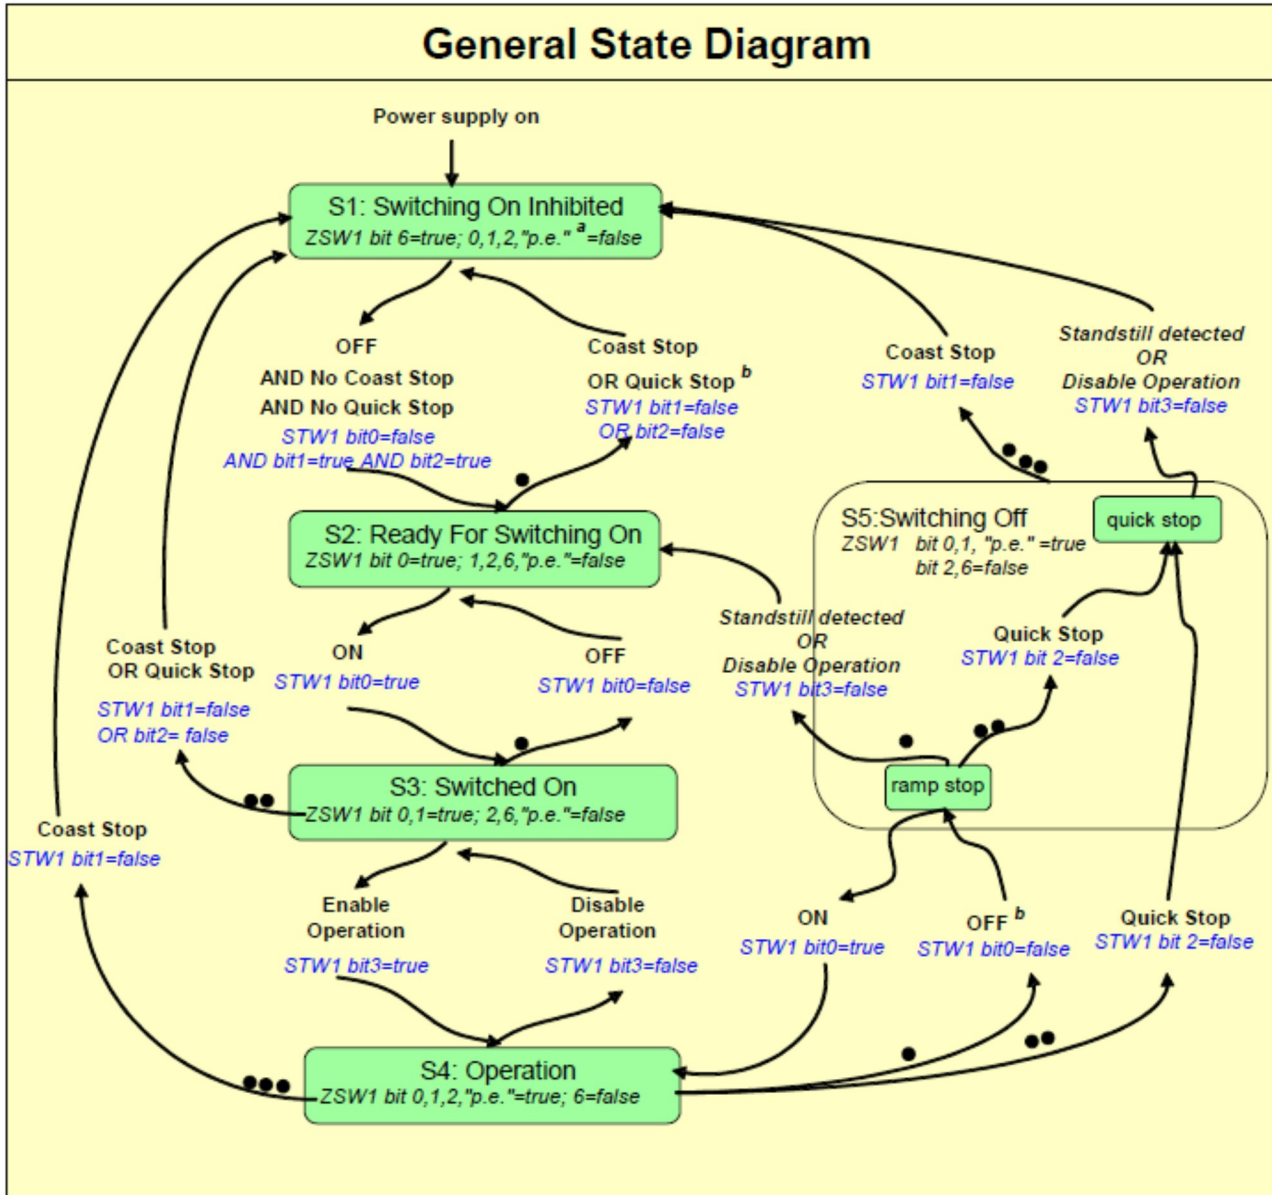 General State Diagram
Power supply on
S1: Switching On Inhibited
ZSW1 bit 6=true; 0,1,2,"p.e." a =false
OFF
AND No Coast Stop
AND No Quick Stop
STW1 bit0=false
AND bit1=true AND bit2=true
Coast Stop
OR Quick Stop b
STW1 bit1=false
OR bit2=false
Coast Stop
STW1 bit1=false
Standstill detected
OR
Disable Operation
STW1 bit3=false
S2: Ready For Switching On
ZSW1 bit 0=true; 1,2,6,"p.e."=false
S5:Switching Off
ZSW1 bit 0,1, "p.e." =true
bit 2,6=false
quick stop
Coast Stop
OR Quick Stop
STW1 bit1=false
OR bit2= false
ON
STW1 bit0=true
OFF
STW1 bit0=false
Standstill detected
OR
Disable Operation
STW1 bit3=false
Quick Stop
STW1 bit 2=false
S3: Switched On
ZSW1 bit 0,1=true; 2,6,"p.e."=false
ramp stop
Coast Stop
STW1 bit1=false
Enable
Operation
STW1 bit3=true
Disable
Operation
STW1 bit3=false
ON
STW1 bit0=true
OFF b
STW1 bit0=false
Quick Stop
STW1 bit 2=false
S4: Operation
ZSW1 bit 0,1,2,"p.e."=true; 6=false